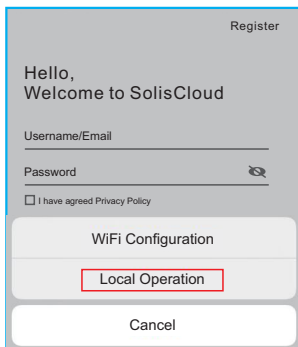 Register
Hello,
Welcome to SolisCloud
Username/Email
Password
I have agreed Privacy Policy
WiFi Configuration
Local Operation
Cancel